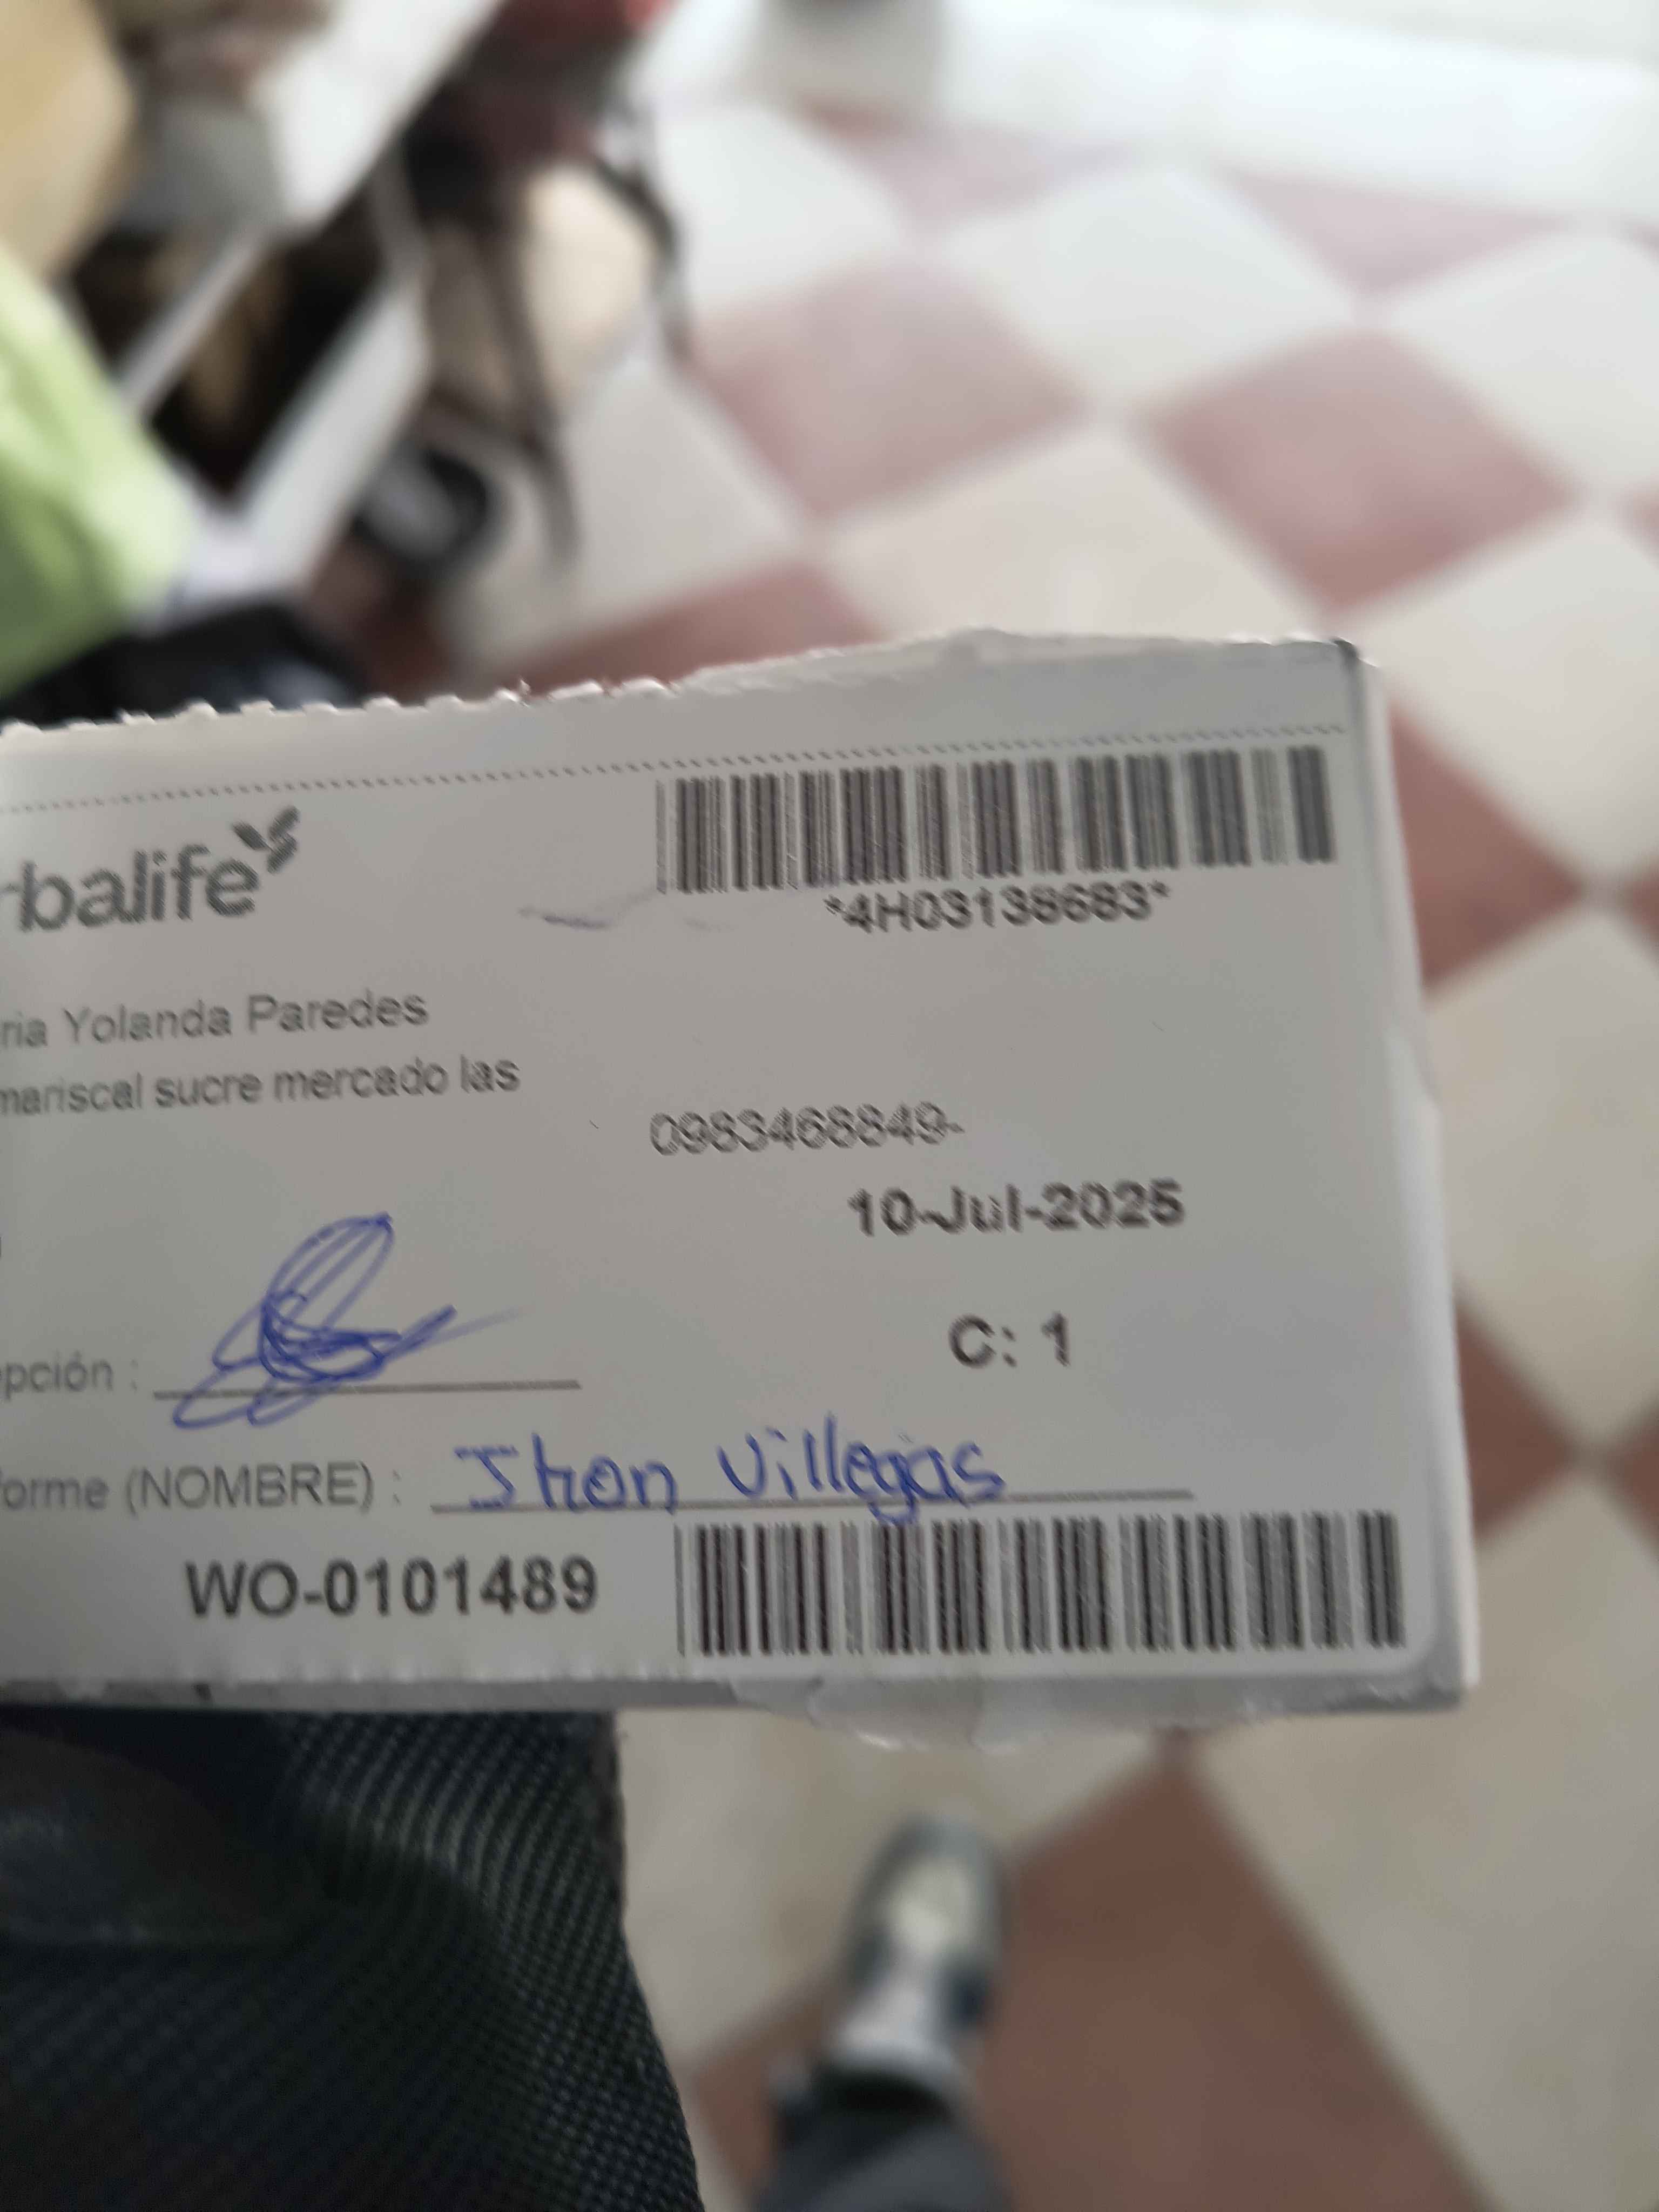 rbalife
*4H03138683*
ria Yolanda Paredes
mariscal sucre mercado las
0983468849-
10-Jul-2025
C: 1
pción :
forme (NOMBRE) : Jhon Villegas
WO-0101489